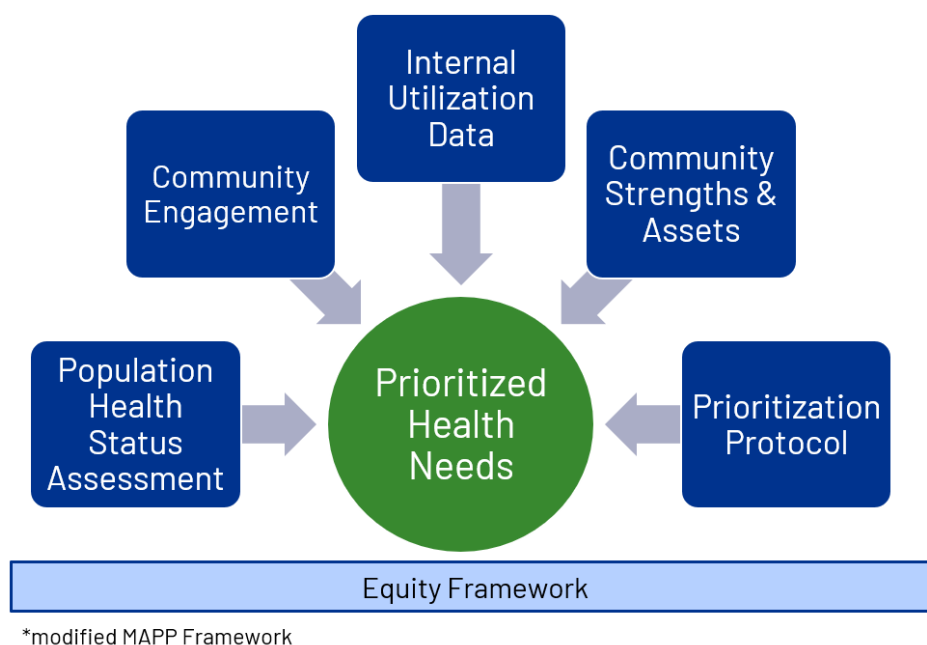 Internal
Utilization
Data
Community
Engagement
Community
Strengths &
Assets
Population
Health
Status
Assessment
Prioritized
Health
Needs
Prioritization
Protocol
Equity Framework
*modified MAPP Framework